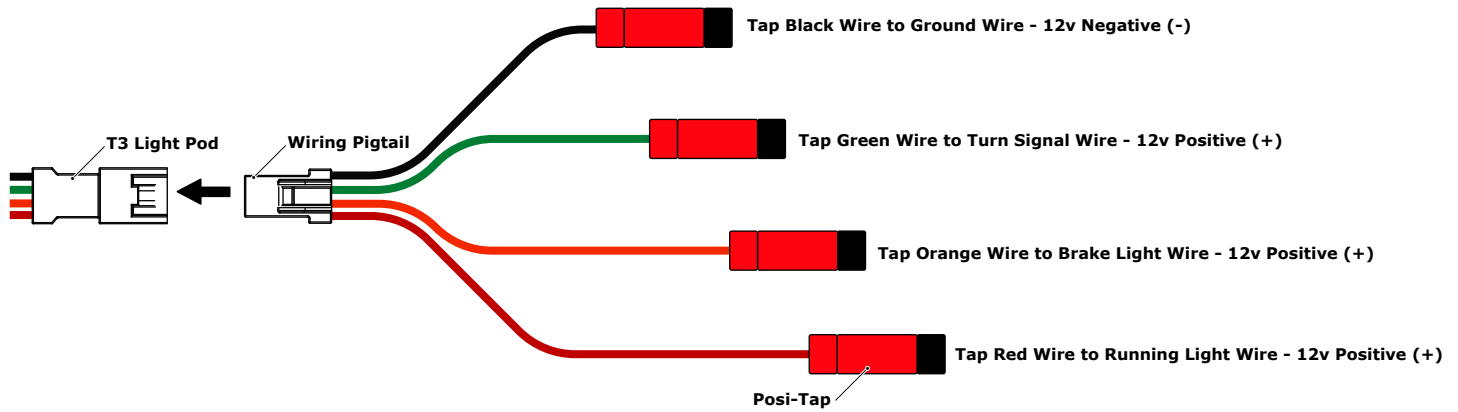 Tap Black Wire to Ground Wire - 12v Negative (-)
T3 Light Pod
Wiring Pigtail
Tap Green Wire to Turn Signal Wire - 12v Positive (+)
Tap Orange Wire to Brake Light Wire - 12v Positive (+)
Tap Red Wire to Running Light Wire - 12v Positive (+)
Posi-Tap